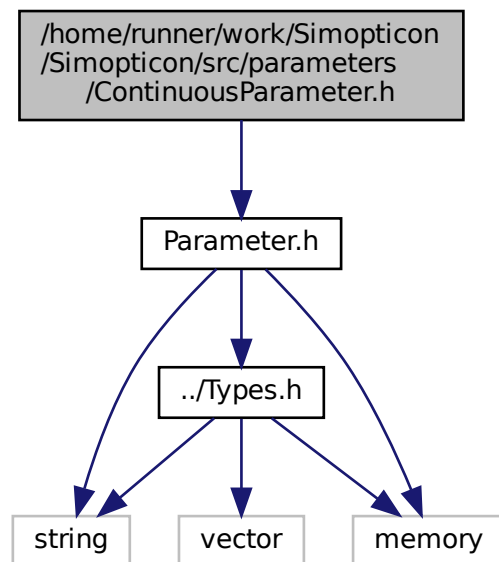 /home/runner/work/Simopticon
/Simopticon/src/parameters
/ContinuousParameter.h
Parameter.h
../Types.h
string
vector
memory